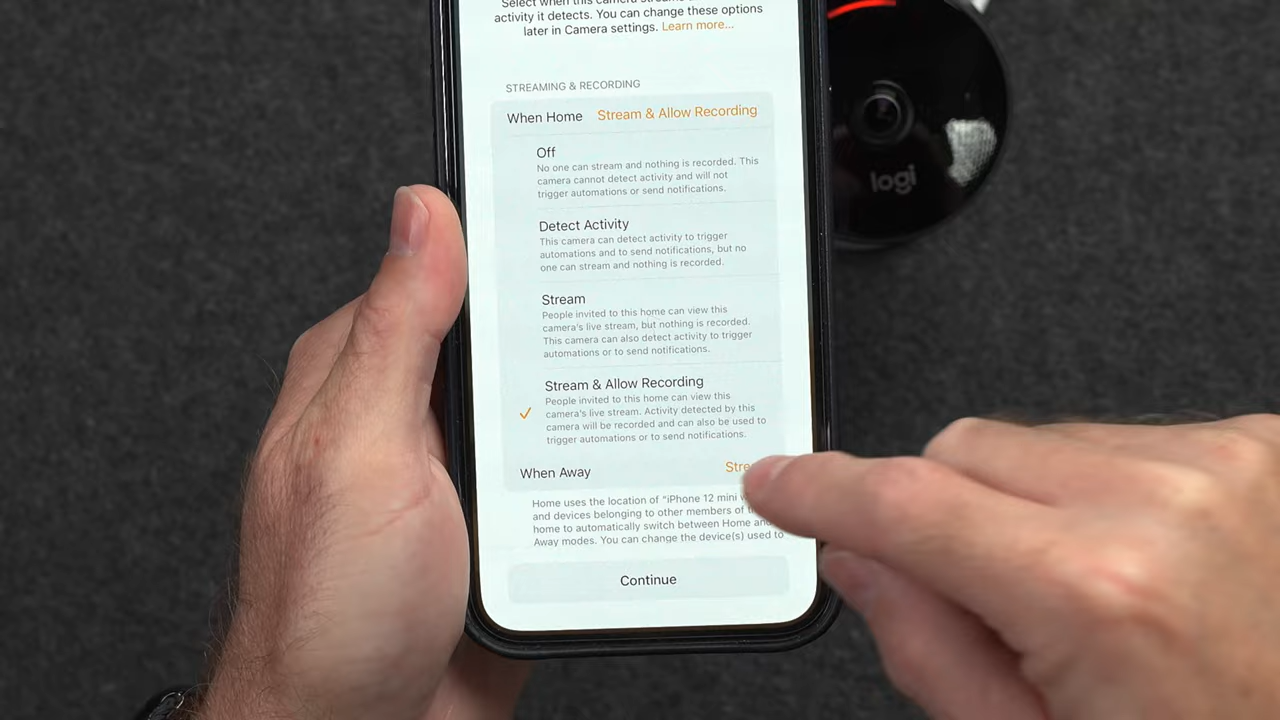 Select when this camera streams
activity it detects. You can change these options
later in Camera settings. Learn more...
STREAMING & RECORDING
When Home Stream & Allow Recording
Off
No one can stream and nothing is recorded. This
camera cannot detect activity and will not
trigger automations or send notifications.
Detect Activity
This camera can detect activity to trigger
automations and to send notifications, but no
one can stream and nothing is recorded.
Stream
People invited to this home can view this
camera's live stream, but nothing is recorded.
This camera can also detect activity to trigger
automations or to send notifications.
Stream & Allow Recording
People invited to this home can view this
camera's live stream. Activity detected by this
camera will be recorded and can also be used to
trigger automations or to send notifications.
When Away
Home uses the location of "iPhone 12 mini
and devices belonging to other members of
home to automatically switch between Home and
Away modes. You can change the device(s) used to
Continue
logi